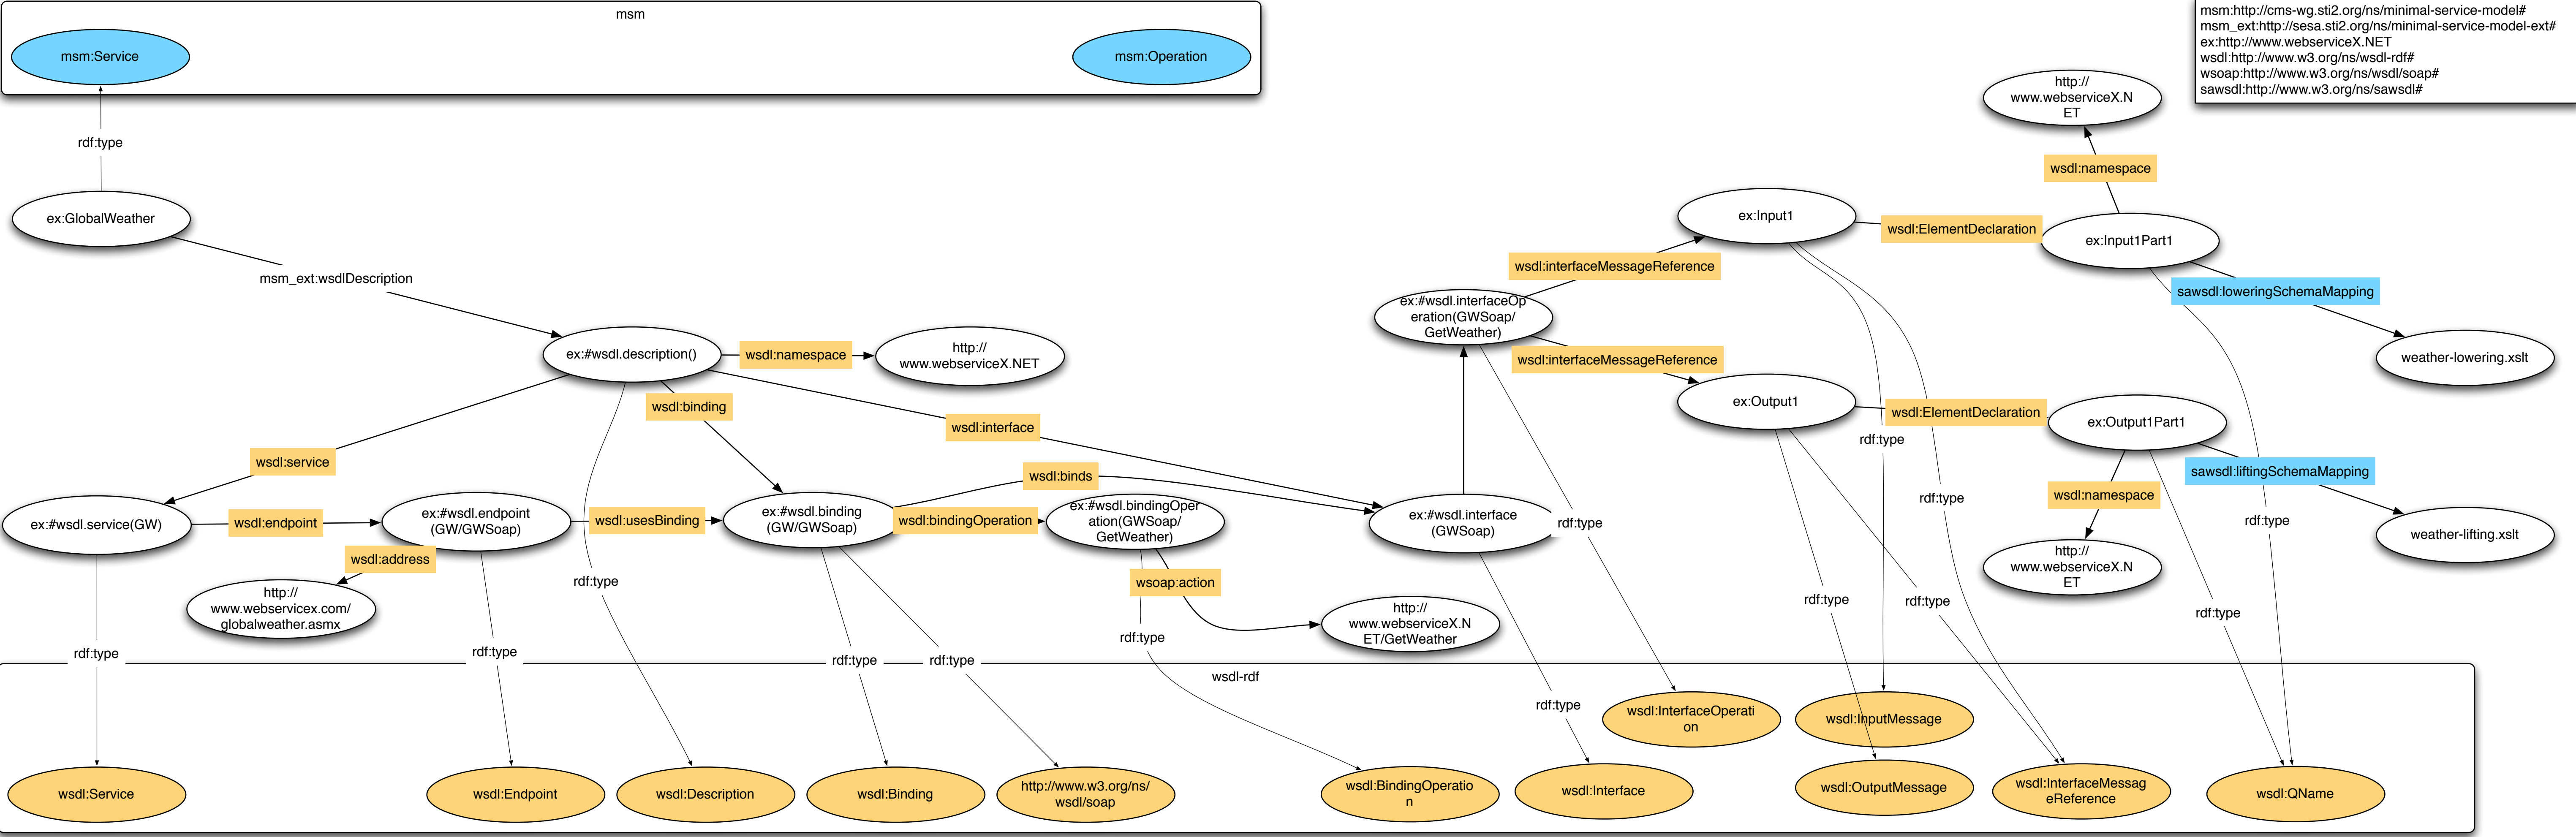 msm
msm:Service
msm:Operation
msm:http://cms-wg.sti2.org/ns/minimal-service-model#
msm_ext:http://sesa.sti2.org/ns/minimal-service-model-ext#
ex:http://www.webserviceX.NET
wsdl:http://www.w3.org/ns/wsdl-rdf#
wsoap:http://www.w3.org/ns/wsdl/soap#
sawsdl:http://www.w3.org/ns/sawsdl#
http://
www.webserviceX.N
ET
rdf:type
wsdl:namespace
ex:GlobalWeather
ex:Input1
wsdl:ElementDeclaration
ex:Input1Part1
msm_ext:wsdlDescription
wsdl:interfaceMessageReference
sawsdl:loweringSchemaMapping
ex:#wsdl.interfaceOp
eration(GWSoap/
GetWeather)
ex:#wsdl.description()
wsdl:namespace
http://
www.webserviceX.NET
wsdl:interfaceMessageReference
weather-lowering.xslt
wsdl:binding
ex:Output1
wsdl:ElementDeclaration
ex:Output1Part1
wsdl:interface
rdf:type
wsdl:service
wsdl:binds
sawsdl:liftingSchemaMapping
rdf:type
wsdl:namespace
ex:#wsdl.service(GW)
wsdl:endpoint
ex:#wsdl.endpoint
(GW/GWSoap)
wsdl:usesBinding
ex:#wsdl.binding
(GW/GWSoap)
wsdl:bindingOperation
ex:#wsdl.bindingOper
ation(GWSoap/
GetWeather)
ex:#wsdl.interface
(GWSoap)
rdf:type
rdf:type
weather-lifting.xslt
wsdl:address
http://
www.webservicex.com/
globalweather.asmx
rdf:type
wsoap:action
http://
www.webserviceX.N
ET
http://
www.webserviceX.N
ET/GetWeather
rdf:type
rdf:type
rdf:type
rdf:type
rdf:type
rdf:type
rdf:type
rdf:type
wsdl-rdf
rdf:type
wsdl:InterfaceOperati
on
wsdl:InputMessage
wsdl:Service
wsdl:Endpoint
wsdl:Description
wsdl:Binding
http://www.w3.org/ns/
wsdl/soap
wsdl:BindingOperatio
n
wsdl:Interface
wsdl:OutputMessage
wsdl:InterfaceMessag
eReference
wsdl:QName